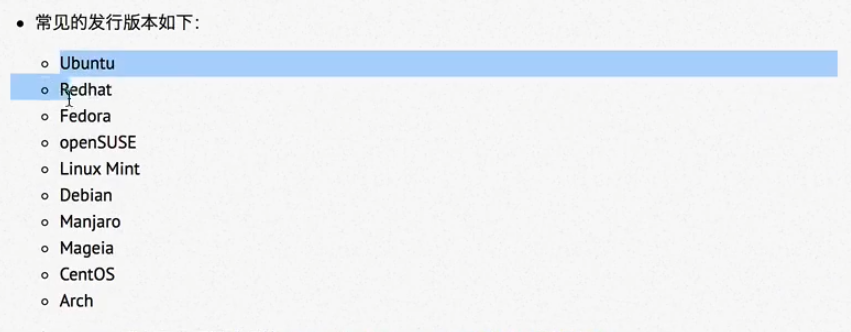 常见的发行版本如下：
Ubuntu
Redhat
Fedora
openSUSE
Linux Mint
Debian
Manjaro
Mageia
CentOS
Arch